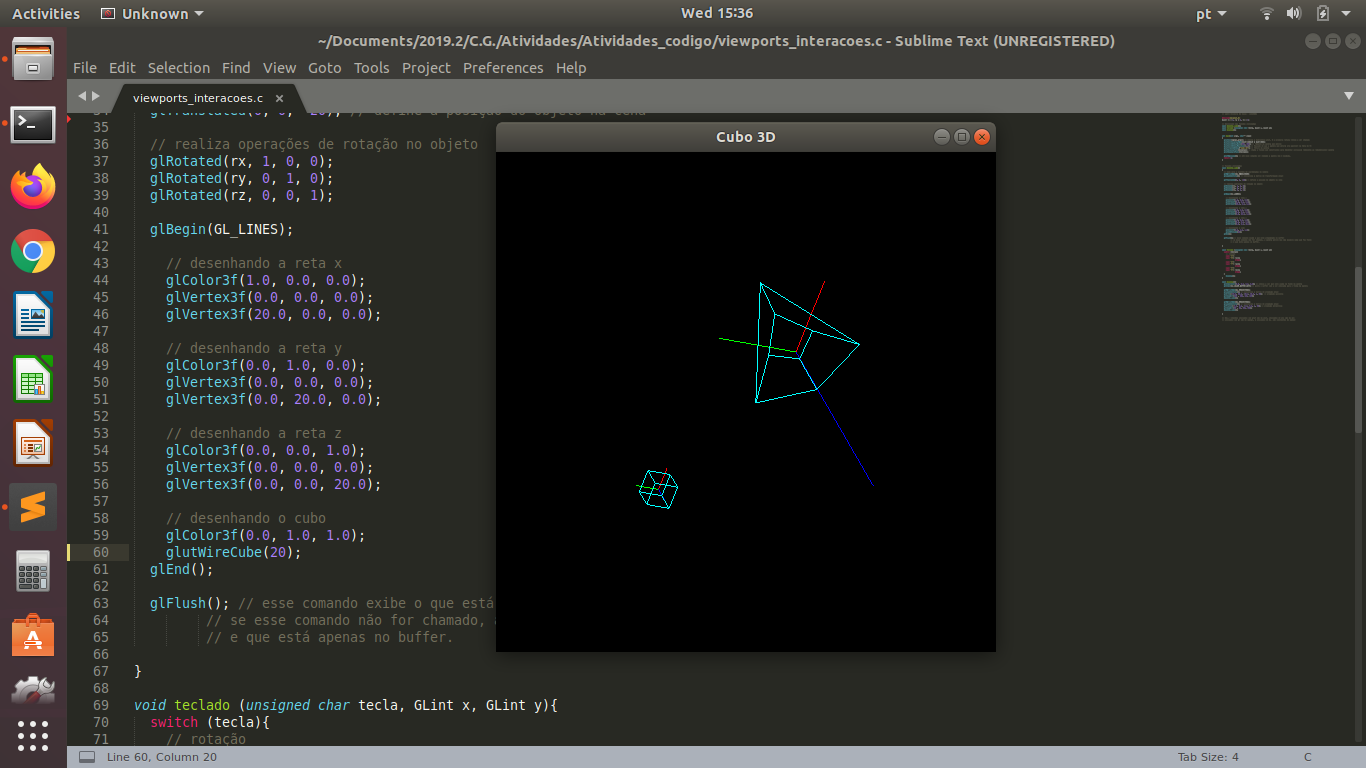 Activities
Unknown
Wed 15:36
pt
~/Documents/2019.2/C.G./Atividades/Atividades_codigo/viewports_interacoes.c - Sublime Text (UNREGISTERED)
File Edit Selection Find View Goto Tools Project Preferences Help
viewports_interacoes.c ×
35
36 // realiza operações de rotação no objeto
37 glRotated(rx, 1, 0, 0);
38 glRotated(ry, 0, 1, 0);
39 glRotated(rz, 0, 0, 1);
40
41 glBegin(GL_LINES);
42
43 // desenhando a reta x
44 glColor3f(1.0, 0.0, 0.0);
45 glVertex3f(0.0, 0.0, 0.0);
46 glVertex3f(20.0, 0.0, 0.0);
47
48 // desenhando a reta y
49 glColor3f(0.0, 1.0, 0.0);
50 glVertex3f(0.0, 0.0, 0.0);
51 glVertex3f(0.0, 20.0, 0.0);
52
53 // desenhando a reta z
54 glColor3f(0.0, 0.0, 1.0);
55 glVertex3f(0.0, 0.0, 0.0);
56 glVertex3f(0.0, 0.0, 20.0);
57
58 // desenhando o cubo
59 glColor3f(0.0, 1.0, 1.0);
60 glutWireCube(20);
61 glEnd();
62
63 glFlush(); // esse comando exibe o que está
64 // se esse comando não for chamado,
65 // e que está apenas no buffer.
66
67 }
68
69 void teclado (unsigned char tecla, GLint x, GLint y){
70 switch (tecla){
71 // rotação
Cubo 3D
Line 60, Column 20
Tab Size: 4
C